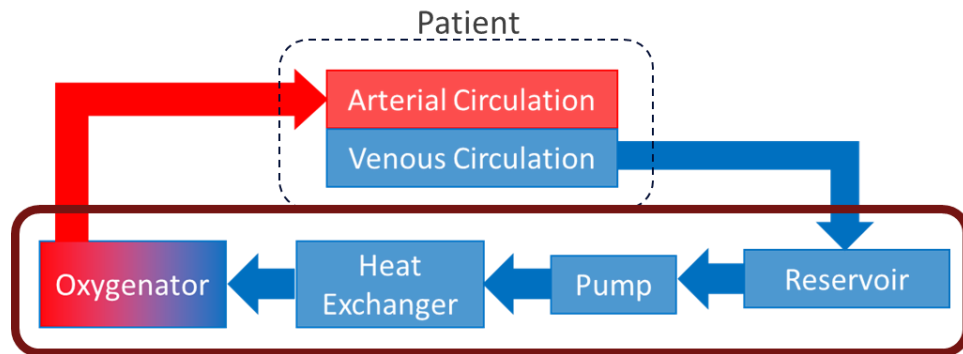 Patient
Arterial Circulation
Venous Circulation
Oxygenator
Heat
Exchanger
Pump
Reservoir